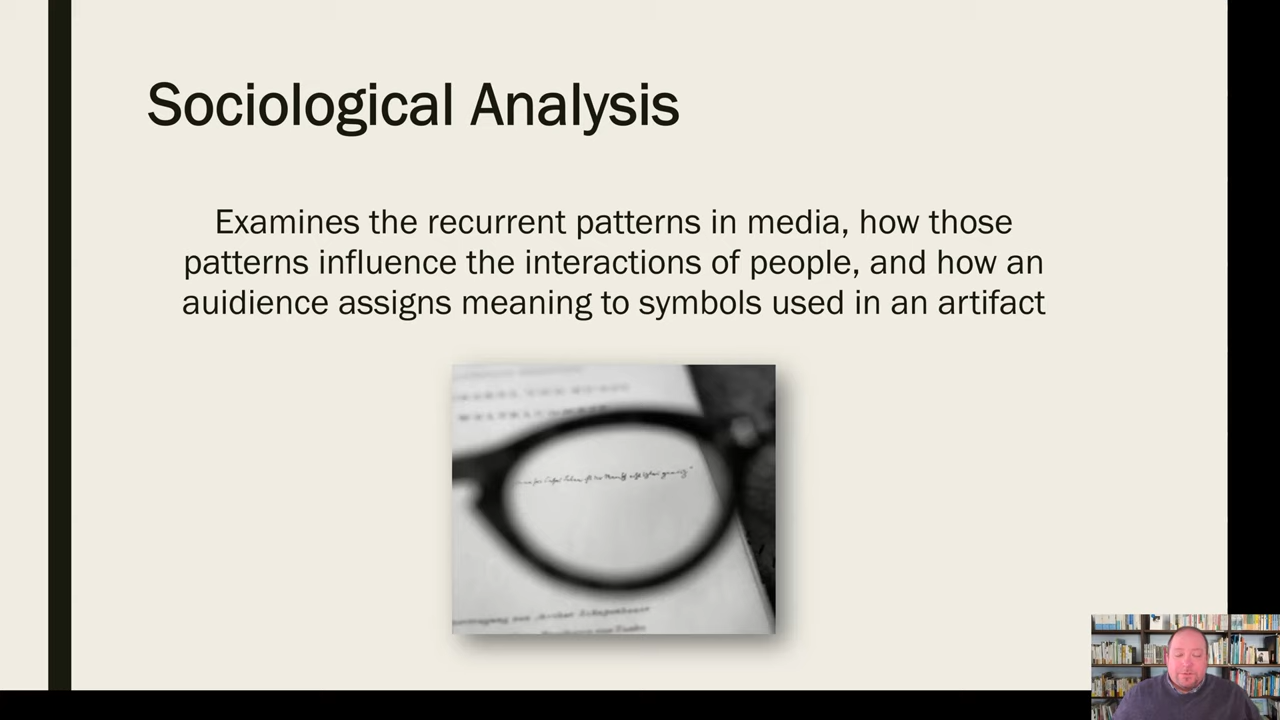 Sociological Analysis
Examines the recurrent patterns in media, how those
patterns influence the interactions of people, and how an
auidience assigns meaning to symbols used in an artifact